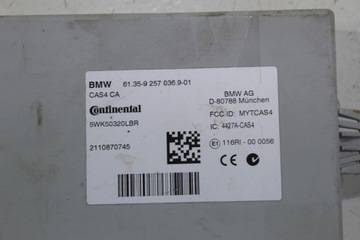 BMW 61.35-9 257 036.9-01
CAS4 CA
Continental
5WK50320LBR
2110870745
BMW AG
D-80788 München
FCC ID: MYTCAS4
IC: 4427A-CAS4
E1 116RI - 00 0056